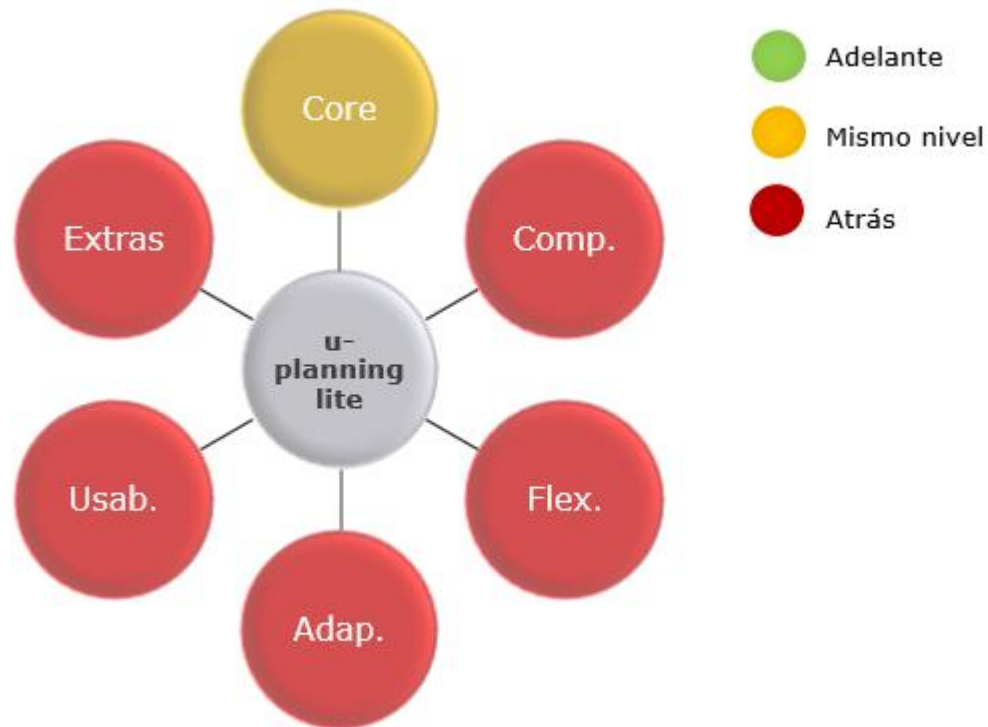 Core
Adelante
Mismo nivel
Extras
Comp.
Atrás
u-
planning
lite
Usab.
Flex.
Adap.